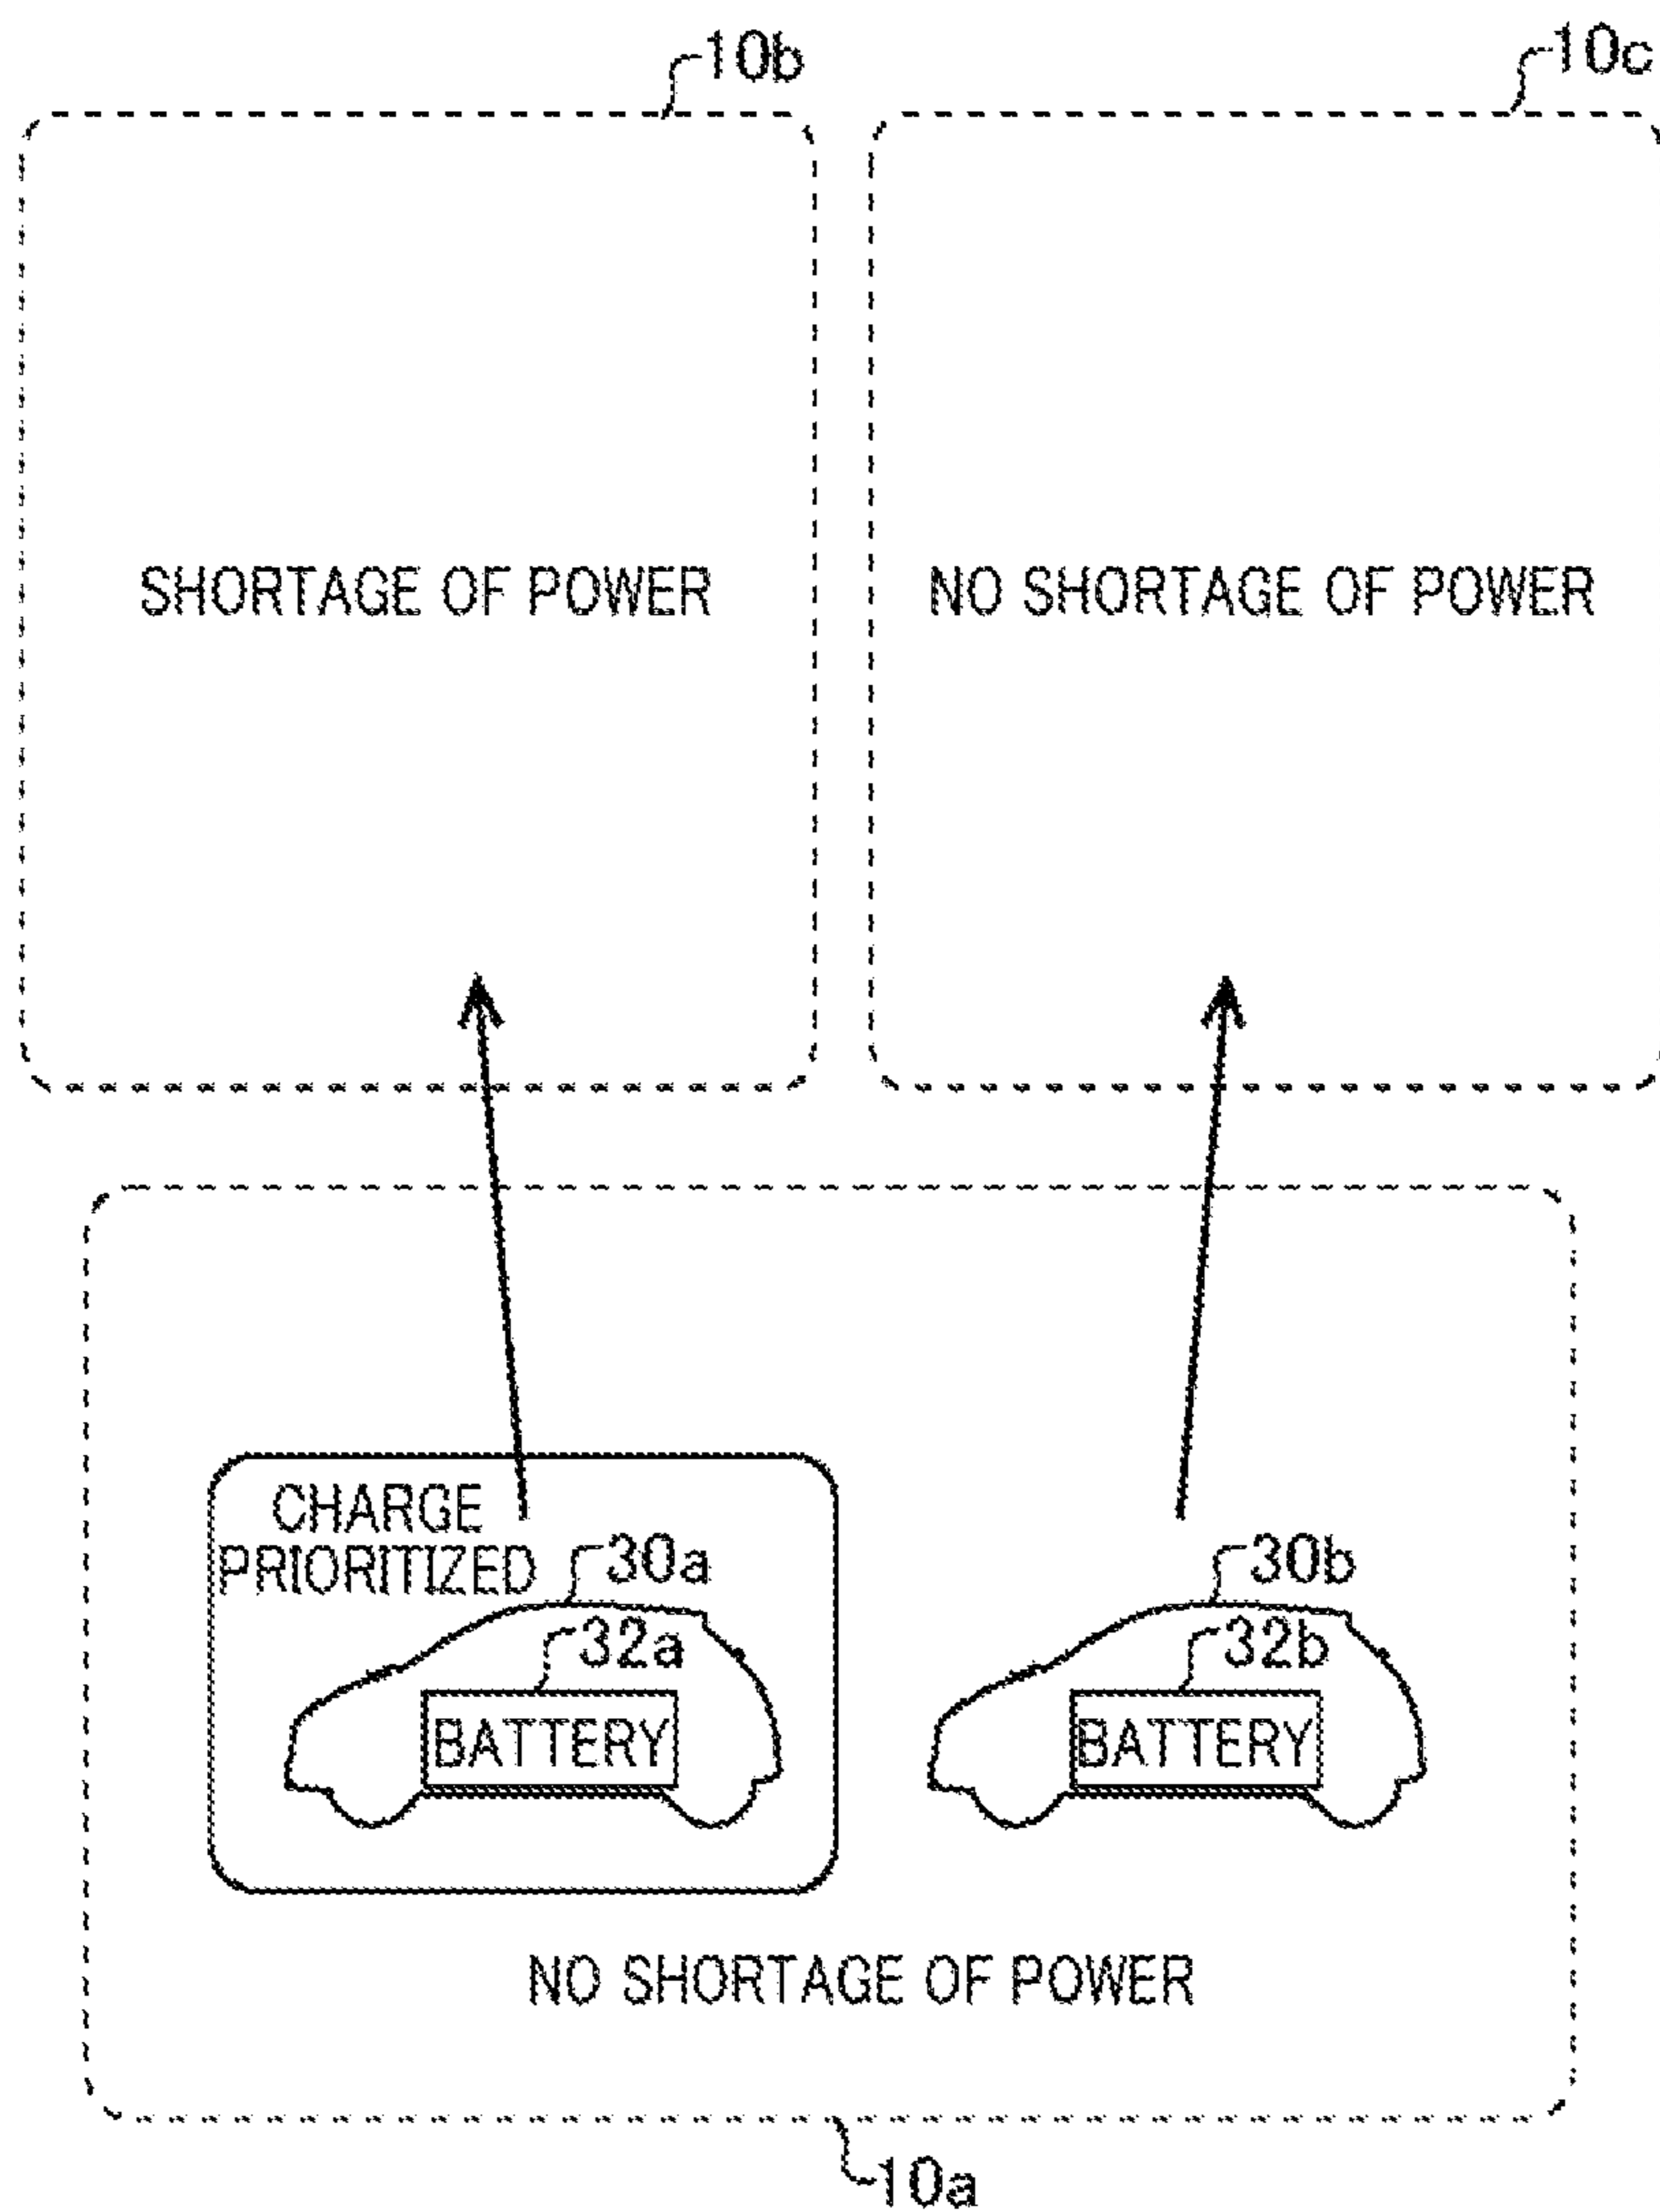 10b
10c
SHORTAGE OF POWER
NO SHORTAGE OF POWER
CHARGE
PRIORITIZED
30a
32a
BATTERY
30b
32b
BATTERY
NO SHORTAGE OF POWER
10a